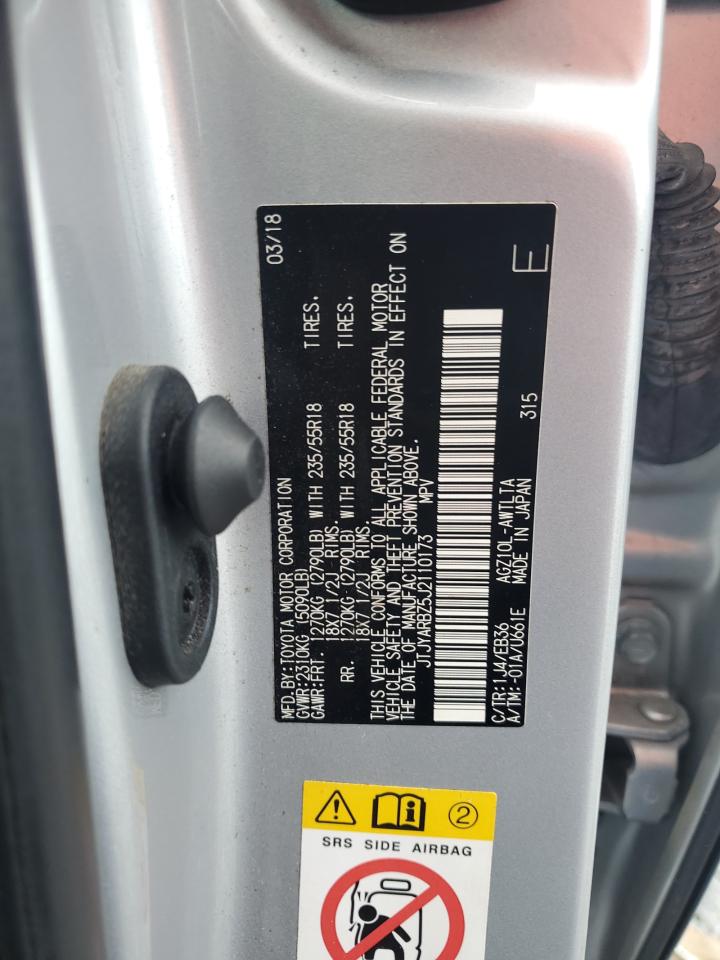 MFD.BY:TOYOTA MOTOR CORPORATION 03/18
GVWR:2310KG (5090LB)
GAWR:FRT. 1270KG (2790LB) WITH 235/55R18 TIRES.
18X7 1/2J RIMS.
RR. 1270KG (2790LB) WITH 235/55R18 TIRES.
18X7 1/2J RIMS.
THIS VEHICLE CONFORMS TO ALL APPLICABLE FEDERAL MOTOR
VEHICLE SAFETY AND THEFT PREVENTION STANDARDS IN EFFECT ON
THE DATE OF MANUFACTURE SHOWN ABOVE.
JTJYARBZ5J2110173 MPV
C/TR:1J4/EB36 AGZ10L-AWTLTA 315 E
A/TM:-01A/U661E MADE IN JAPAN
2
SRS SIDE AIRBAG